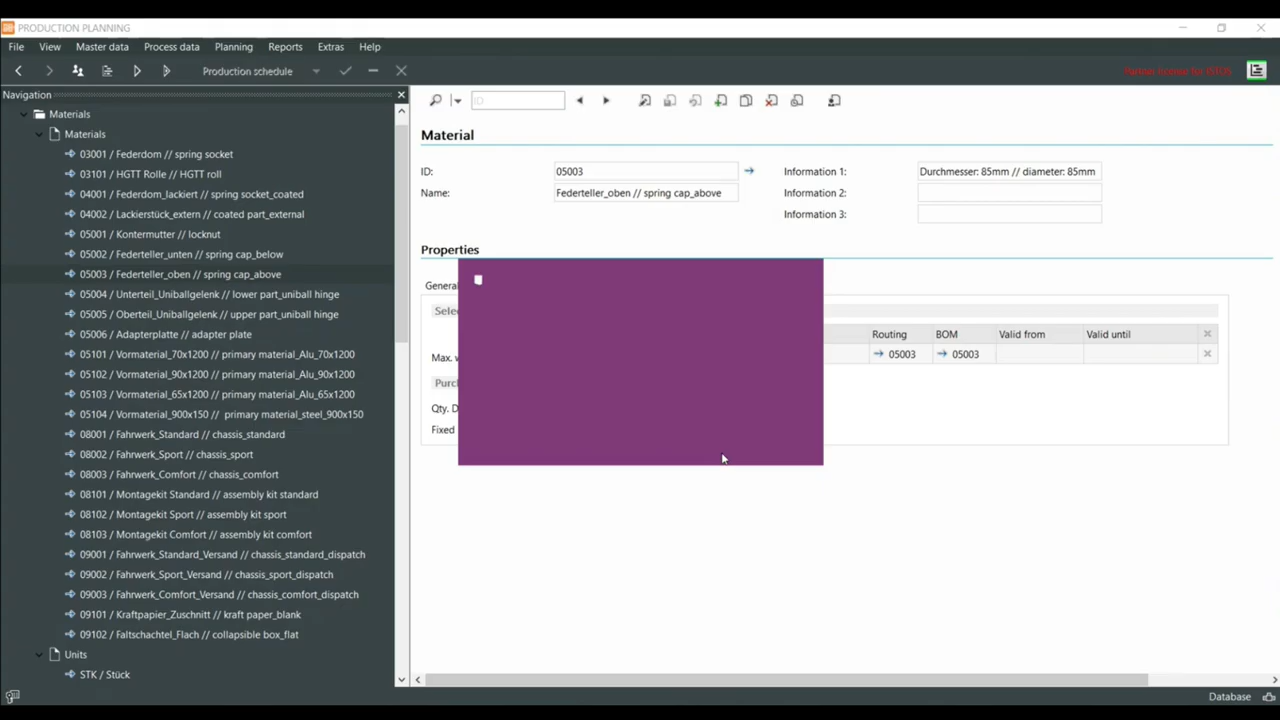 PRODUCTION PLANNING
File View Master data Process data Planning Reports Extras Help
Production schedule
Navigation
Materials
Materials
03001 / Federdom // spring socket
03101 / HGTT Rolle // HGTT roll
04001 / Federdom_lackiert // spring socket_coated
04002 / Lackierstück_extern // coated part_external
05001 / Kontermutter // locknut
05002 / Federteller_unten // spring cap_below
05003 / Federteller_oben // spring cap_above
05004 / Unterteil_Uniballgelenk // lower part_uniball hinge
05005 / Oberteil_Uniballgelenk // upper part_uniball hinge
05006 / Adapterplatte // adapter plate
05101 / Vormaterial_70x1200 // primary material_Alu_70x1200
05102 / Vormaterial_90x1200 // primary material_Alu_90x1200
05103 / Vormaterial_65x1200 // primary material_Alu_65x1200
05104 / Vormaterial_900x150 // primary material_steel_900x150
08001 / Fahrwerk_Standard // chassis_standard
08002 / Fahrwerk_Sport // chassis_sport
08003 / Fahrwerk_Comfort // chassis_comfort
08101 / Montagekit Standard // assembly kit standard
08102 / Montagekit Sport // assembly kit sport
08103 / Montagekit Comfort // assembly kit comfort
09001 / Fahrwerk_Standard_Versand // chassis_standard_dispatch
09002 / Fahrwerk_Sport_Versand // chassis_sport_dispatch
09003 / Fahrwerk_Comfort_Versand // chassis_comfort_dispatch
09101 / Kraftpapier_Zuschnitt // kraft paper_blank
09102 / Faltschachtel_Flach // collapsible box_flat
Units
STK / Stück
ID
Material
ID: 05003 Information 1: Durchmesser: 85mm // diameter: 85mm
Name: Federteller_oben // spring cap_above Information 2:
Information 3:
Properties
General
Selec
Routing BOM Valid from Valid until
05003 05003
Max. w
Purch
Qty. D
Fixed
Database